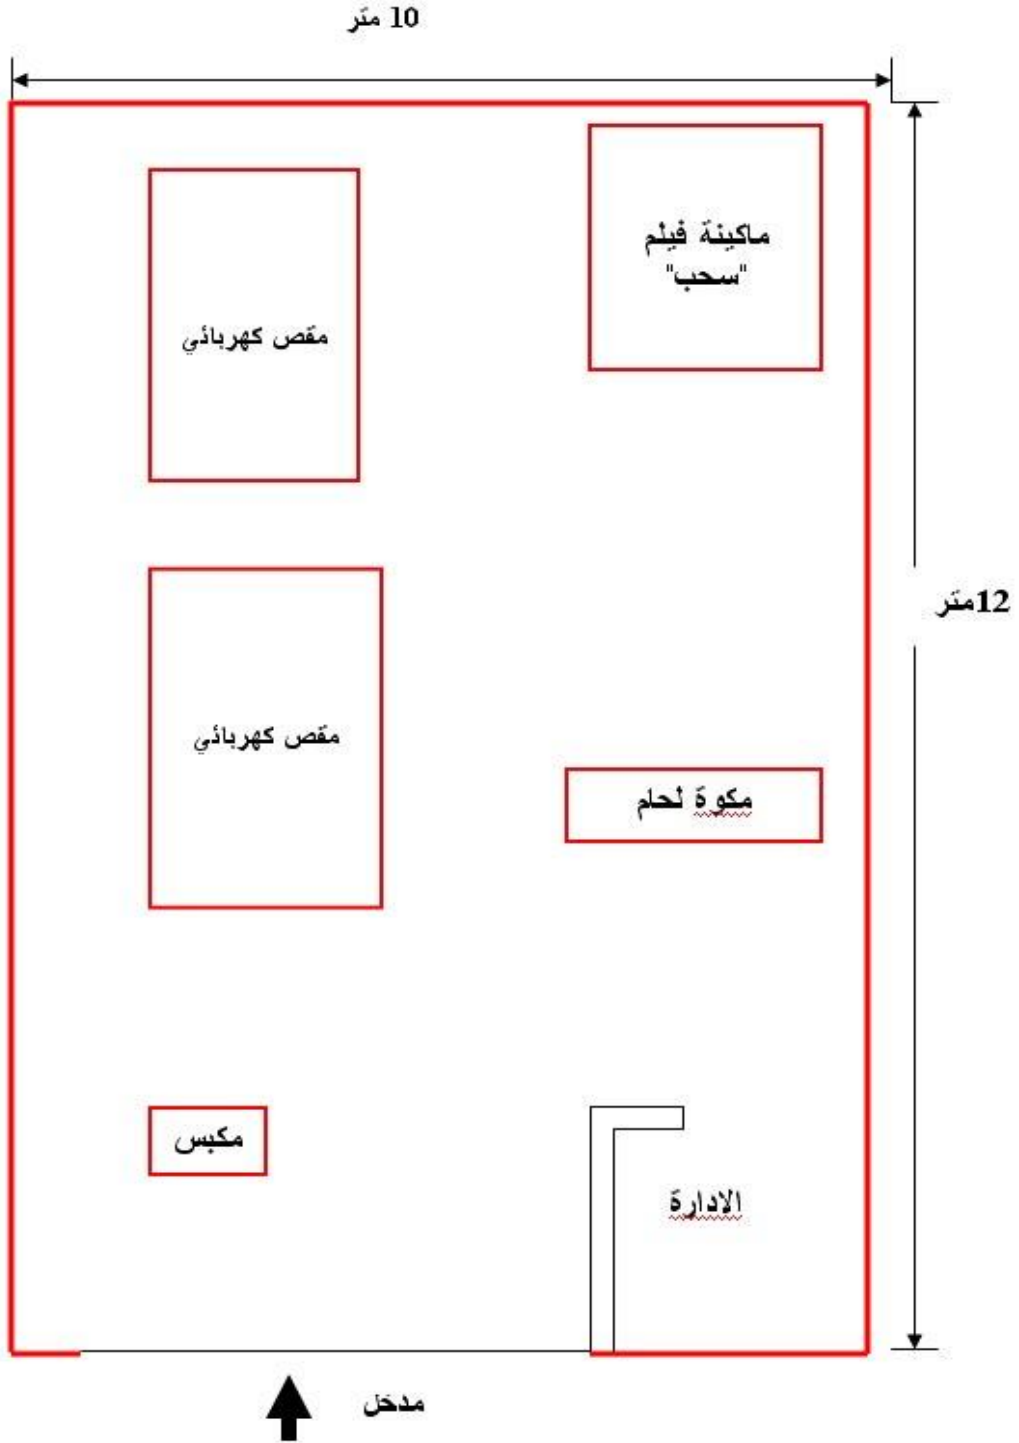 10 متر
ماكينة فيلم
"سحب"
مقص كهربائي
12متر
مقص كهربائي
مكوة لحام
مكبس
الادارة
مدخل